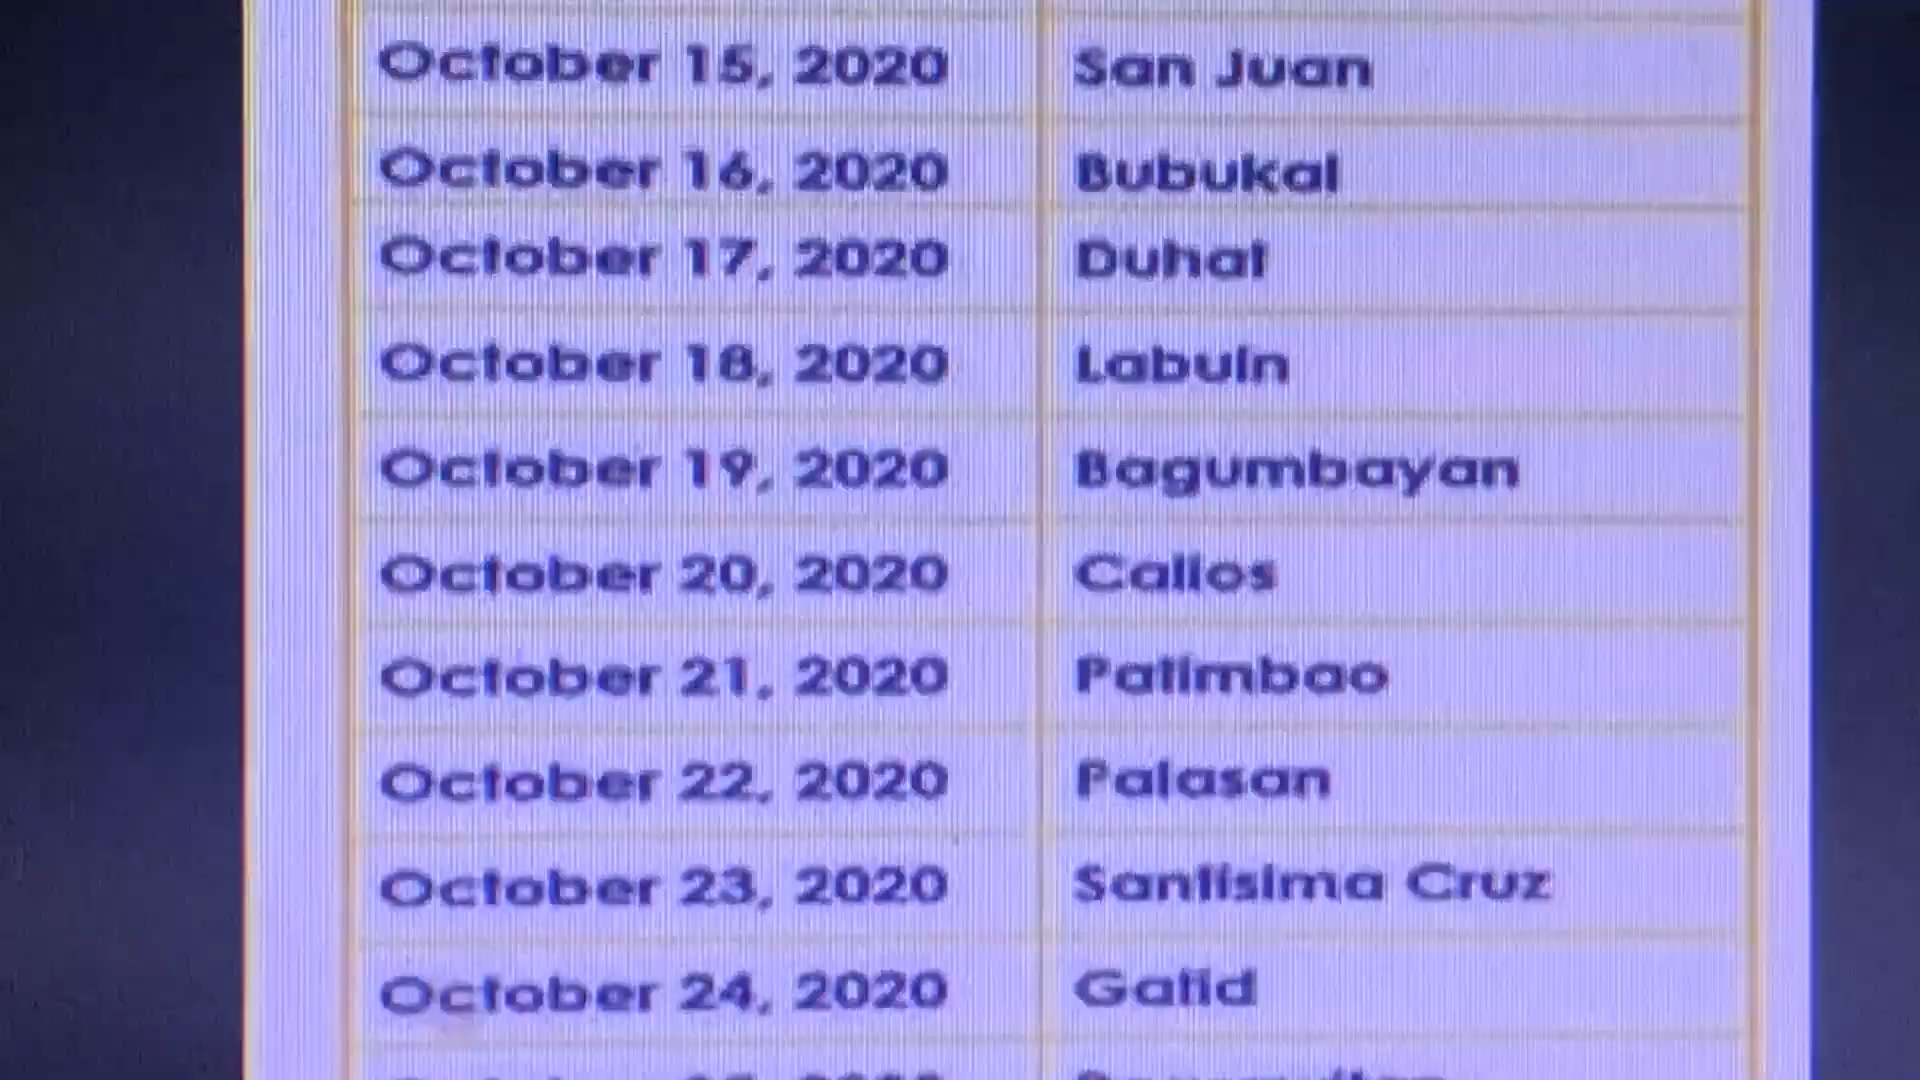 October 15, 2020 San Juan
October 16, 2020 Bubukal
October 17, 2020 Duhat
October 18, 2020 Labuin
October 19, 2020 Bagumbayan
October 20, 2020 Calios
October 21, 2020 Patimbao
October 22, 2020 Palasan
October 23, 2020 Santisima Cruz
October 24, 2020 Gatid